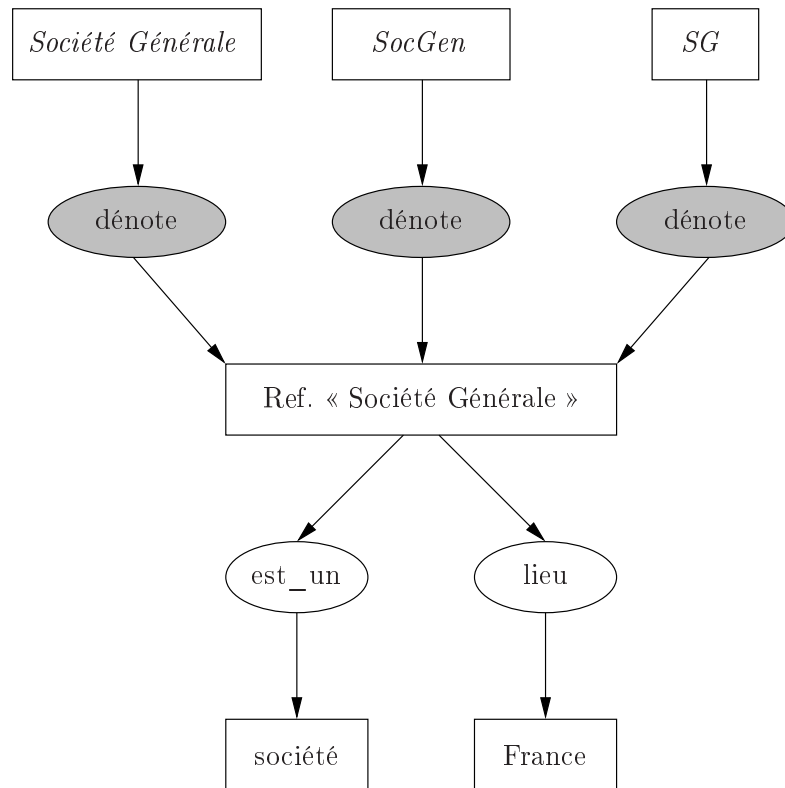 Société Générale
SocGen
SG
dénote
dénote
dénote
Ref. « Société Générale »
est_un
lieu
société
France